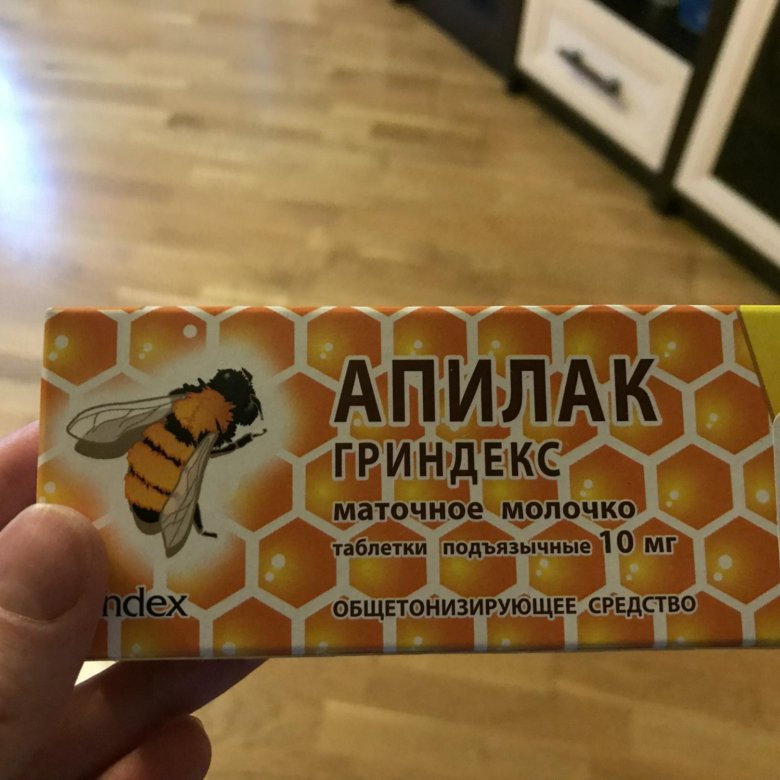 АПИЛАК
ГРИНДЕКС
маточное молочко
таблетки подъязычные 10 мг
ndex
ОБЩЕТОНИЗИРУЮЩЕЕ СРЕДСТВО